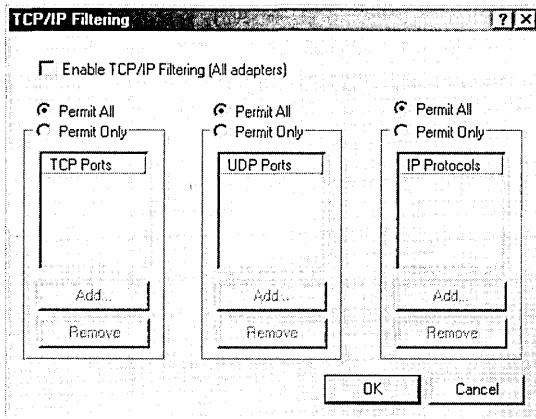 TCP/IP Filtering
Enable TCP/IP Filtering (All adapters)
Permit All
Permit Only
TCP Ports
Add...
Remove
Permit All
Permit Only
UDP Ports
Add...
Remove
Permit All
Permit Only
IP Protocols
Add...
Remove
OK
Cancel